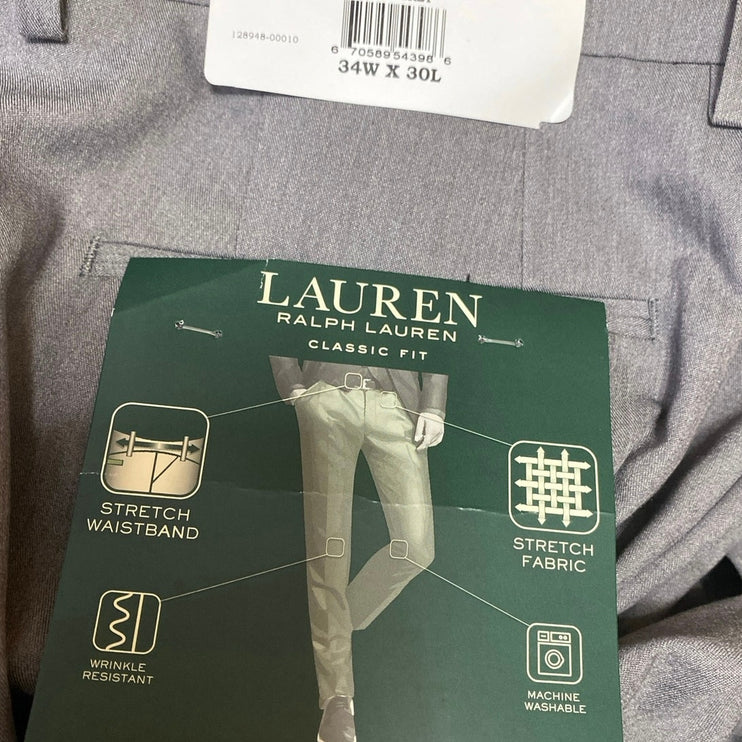 128948-00010
6 70589 54398 6
34W X 30L
LAUREN
RALPH LAUREN
CLASSIC FIT
STRETCH
WAISTBAND
STRETCH
FABRIC
WRINKLE
RESISTANT
MACHINE
WASHABLE